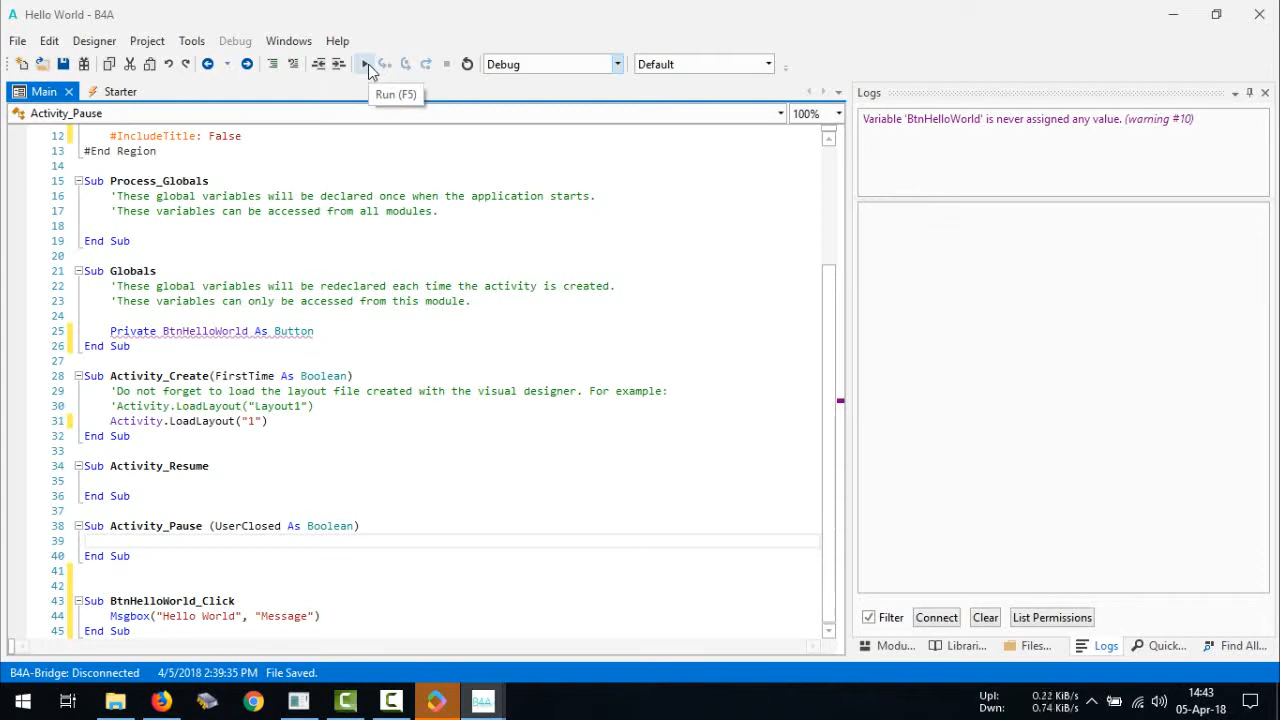 Hello World - B4A
File Edit Designer Project Tools Debug Windows Help
Debug Default
Run (F5)
Main Starter
Activity_Pause 100%
12 #IncludeTitle: False
13 #End Region
14
15 Sub Process_Globals
16 'These global variables will be declared once when the application starts.
17 'These variables can be accessed from all modules.
18
19 End Sub
20
21 Sub Globals
22 'These global variables will be redeclared each time the activity is created.
23 'These variables can only be accessed from this module.
24
25 Private BtnHelloWorld As Button
26 End Sub
27
28 Sub Activity_Create(FirstTime As Boolean)
29 'Do not forget to load the layout file created with the visual designer. For example:
30 'Activity.LoadLayout("Layout1")
31 Activity.LoadLayout("1")
32 End Sub
33
34 Sub Activity_Resume
35
36 End Sub
37
38 Sub Activity_Pause (UserClosed As Boolean)
39
40 End Sub
41
42
43 Sub BtnHelloWorld_Click
44 Msgbox("Hello World", "Message")
45 End Sub
Logs
Variable 'BtnHelloWorld' is never assigned any value. (warning #10)
Filter Connect Clear List Permissions
Modu... Librari... Files... Logs Quick... Find All...
B4A-Bridge: Disconnected 4/5/2018 2:39:35 PM File Saved.
B4A
Upl: 0.22 KiB/s
Dwn: 0.74 KiB/s
14:43
05-Apr-18